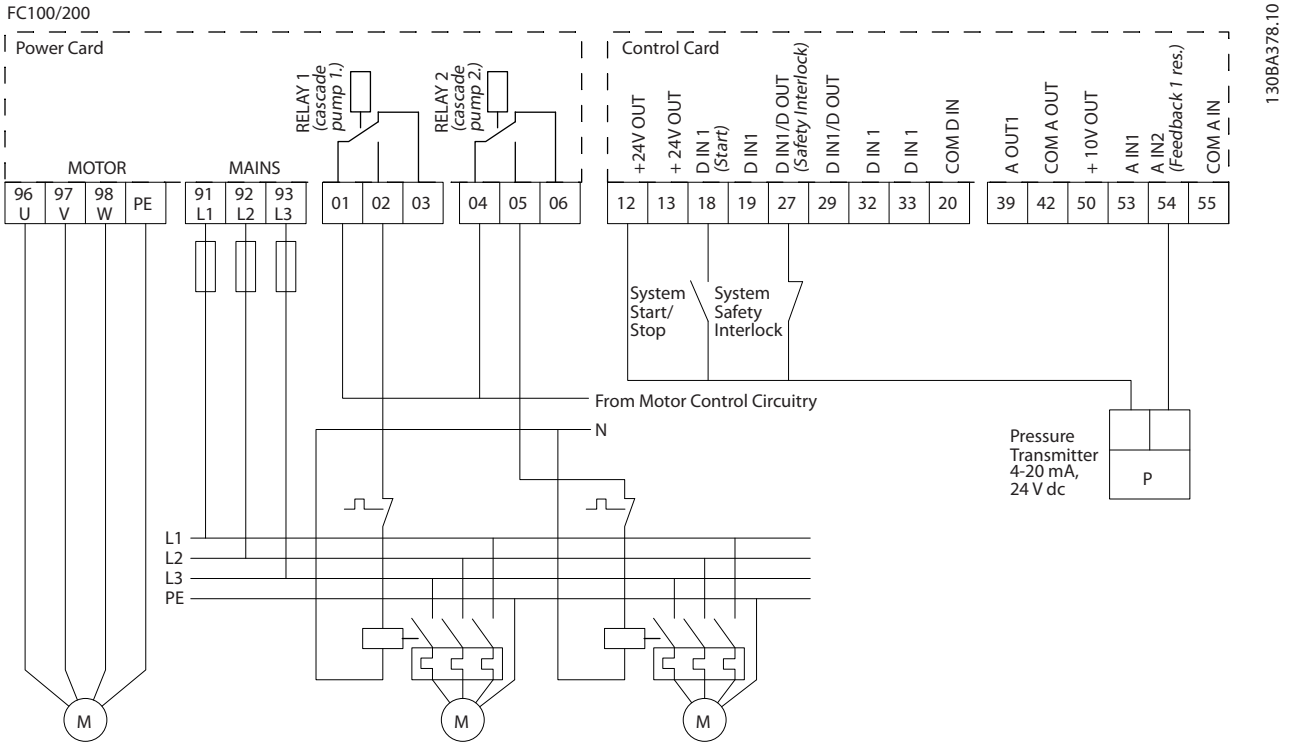 FC100/200
130BA378.10
Power Card
Control Card
RELAY 1
(cascade
pump 1.)
RELAY 2
(cascade
pump 2.)
+24V OUT
+ 24V OUT
D IN 1
(Start)
D IN1
D IN1/D OUT
(Safety Interlock)
D IN1/D OUT
D IN 1
D IN 1
COM D IN
A OUT1
COM A OUT
+ 10V OUT
A IN1
A IN2
(Feedback 1 res.)
COM A IN
MOTOR
MAINS
96 97 98 PE 91 92 93 01 02 03 04 05 06 12 13 18 19 27 29 32 33 20 39 42 50 53 54 55
U V W L1 L2 L3
System
Start/
Stop
System
Safety
Interlock
From Motor Control Circuitry
N
Pressure
Transmitter
4-20 mA,
24 V dc
P
L1
L2
L3
PE
M M M